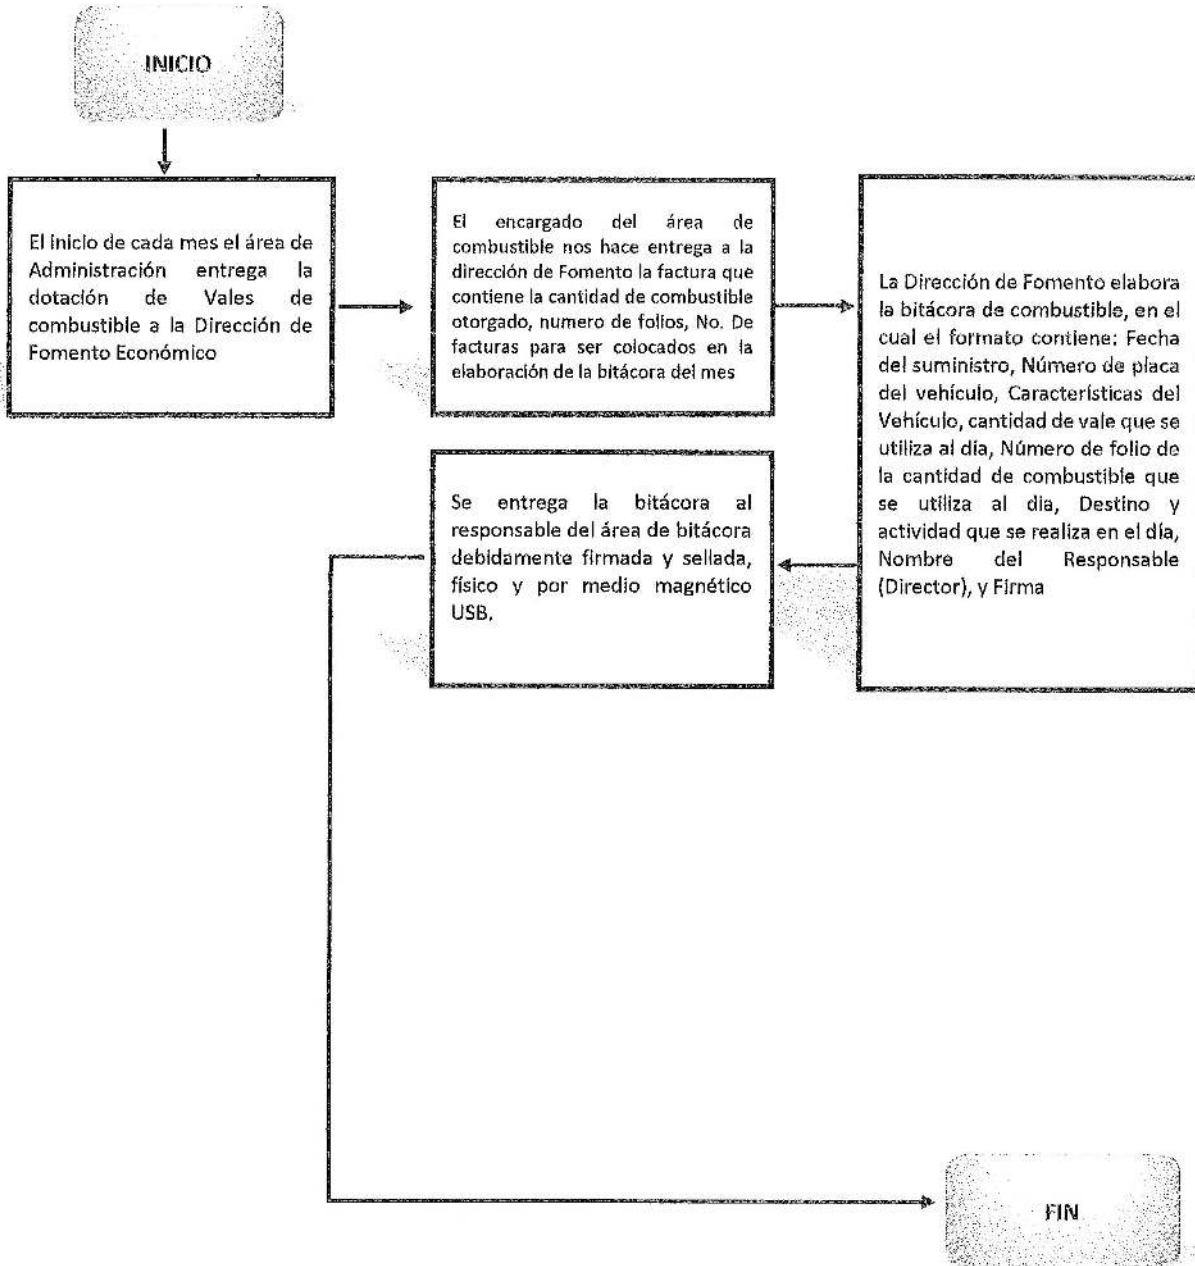 INICIO
El inicio de cada mes el área de
Administración entrega la
dotación de Vales de
combustible a la Dirección de
Fomento Económico
El encargado del área de
combustible nos hace entrega a la
dirección de Fomento la factura que
contiene la cantidad de combustible
otorgado, numero de folios, No. De
facturas para ser colocados en la
elaboración de la bitácora del mes
La Dirección de Fomento elabora
la bitácora de combustible, en el
cual el formato contiene: Fecha
del suministro, Número de placa
del vehículo, Características del
Vehículo, cantidad de vale que se
utiliza al día, Número de folio de
la cantidad de combustible que
se utiliza al dia, Destino y
actividad que se realiza en el día,
Nombre del Responsable
(Director), y Firma
Se entrega la bitácora al
responsable del área de bitácora
debidamente firmada y sellada,
físico y por medio magnético
USB.
FIN